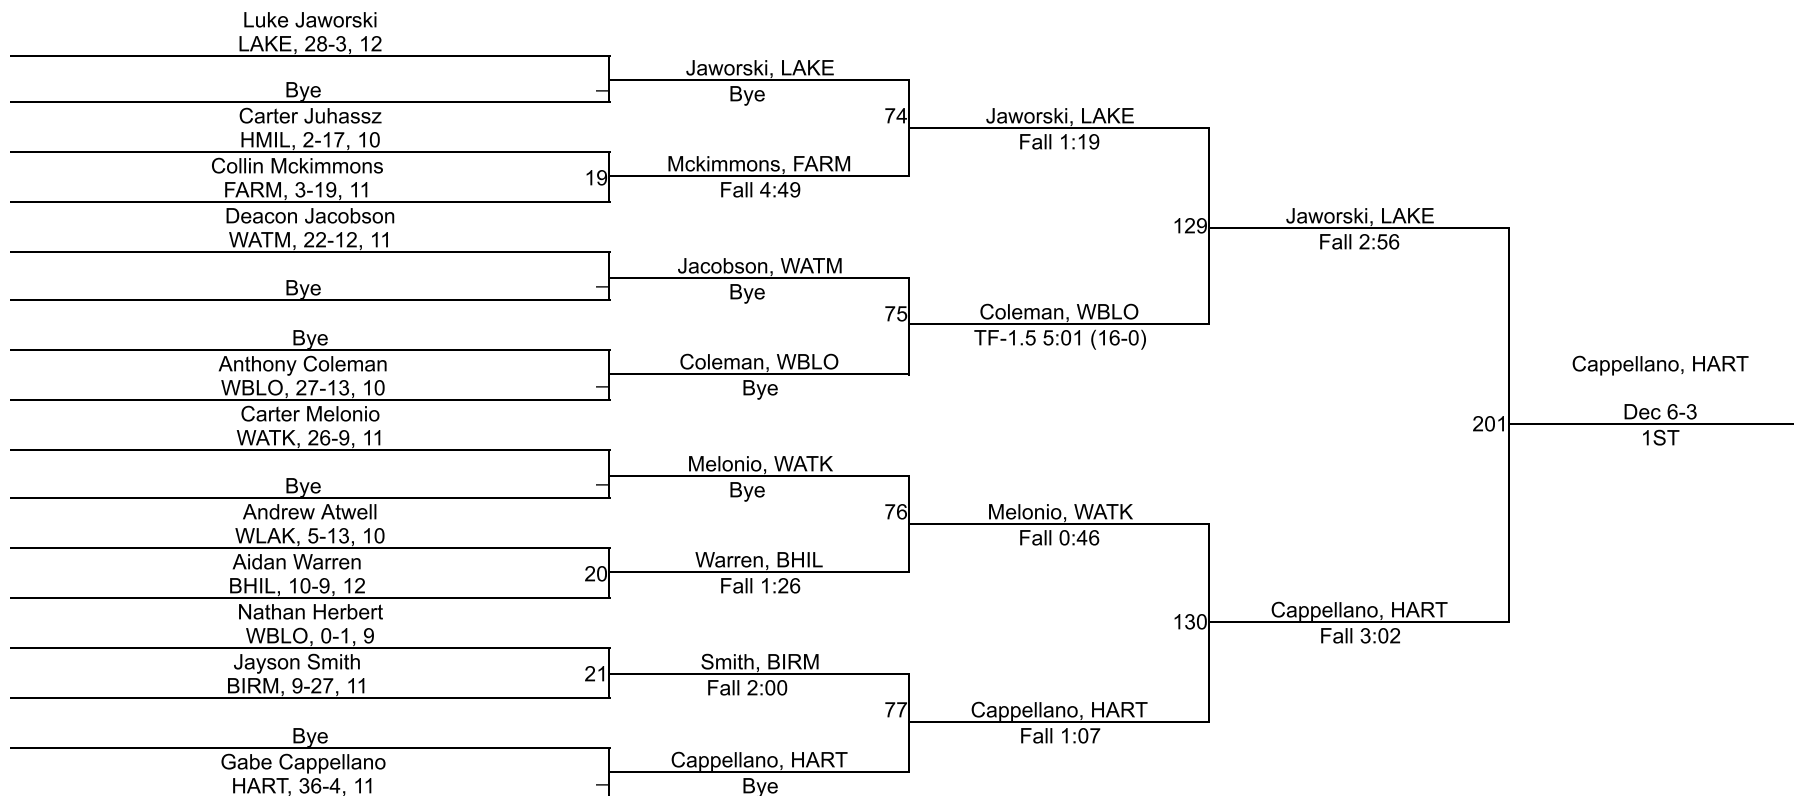 Luke Jaworski
LAKE, 28-3, 12
Bye
Carter Juhassz
HMIL, 2-17, 10
Collin Mckimmons
FARM, 3-19, 11
19
Deacon Jacobson
WATM, 22-12, 11
Bye
Bye
Anthony Coleman
WBLO, 27-13, 10
Carter Melonio
WATK, 26-9, 11
Bye
Andrew Atwell
WLAK, 5-13, 10
Aidan Warren
BHIL, 10-9, 12
20
Nathan Herbert
WBLO, 0-1, 9
Jayson Smith
BIRM, 9-27, 11
21
Bye
Gabe Cappellano
HART, 36-4, 11
Jaworski, LAKE
Bye
74
Mckimmons, FARM
Fall 4:49
Jacobson, WATM
Bye
75
Coleman, WBLO
Bye
Melonio, WATK
Bye
76
Warren, BHIL
Fall 1:26
Smith, BIRM
Fall 2:00
77
Cappellano, HART
Bye
Jaworski, LAKE
Fall 1:19
129
Coleman, WBLO
TF-1.5 5:01 (16-0)
Melonio, WATK
Fall 0:46
130
Cappellano, HART
Fall 1:07
Jaworski, LAKE
Fall 2:56
201
Cappellano, HART
Fall 3:02
Cappellano, HART
Dec 6-3
1ST